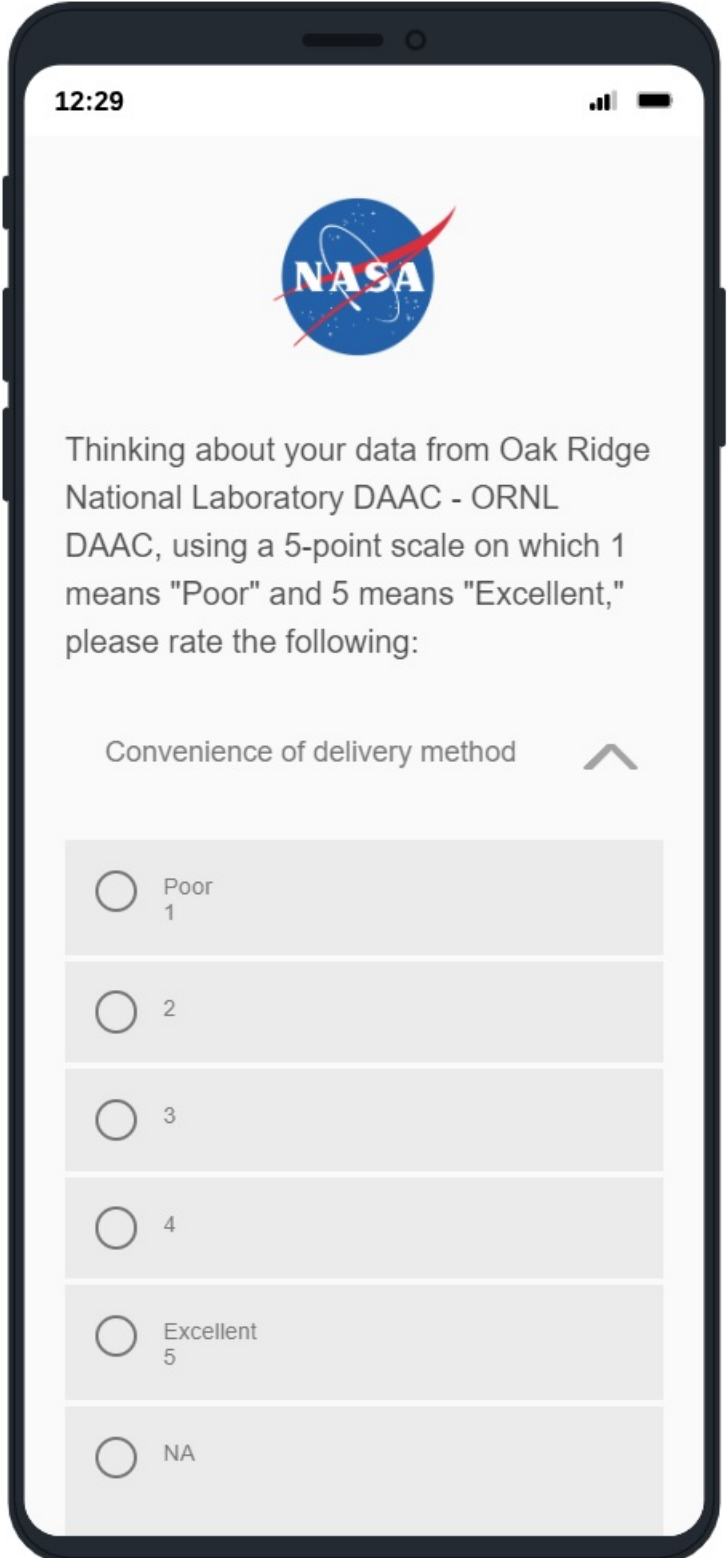 12:29
NASA
Thinking about your data from Oak Ridge
National Laboratory DAAC - ORNL
DAAC, using a 5-point scale on which 1
means "Poor" and 5 means "Excellent,"
please rate the following:
Convenience of delivery method
Poor
1
2
3
4
Excellent
5
NA